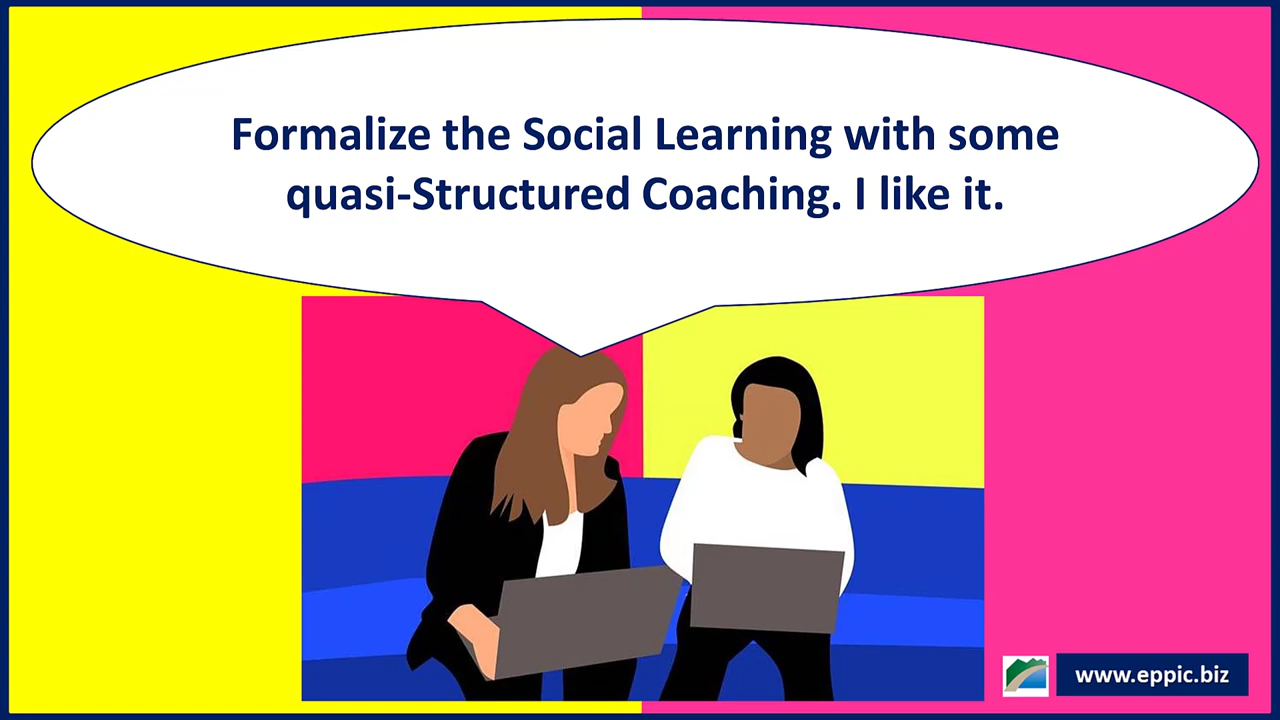 Formalize the Social Learning with some
quasi-Structured Coaching. I like it.
www.eppic.biz